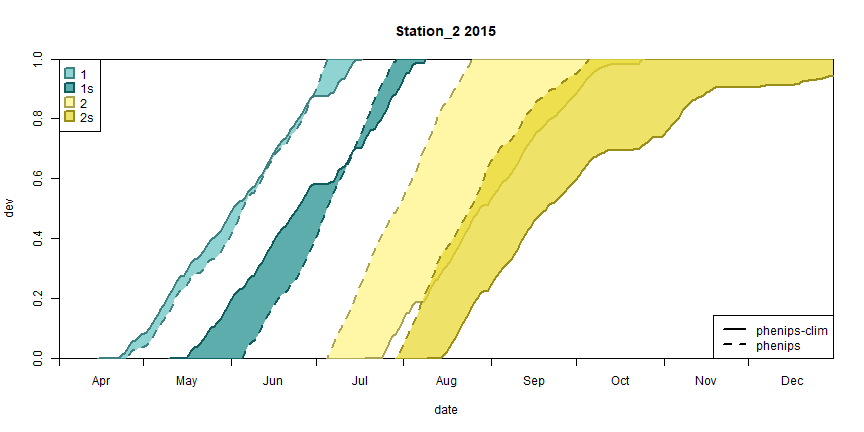 Station_2 2015
1
1s
2
2s
dev
0.0
0.2
0.4
0.6
0.8
1.0
phenips-clim
phenips
Apr May Jun Jul Aug Sep Oct Nov Dec
date